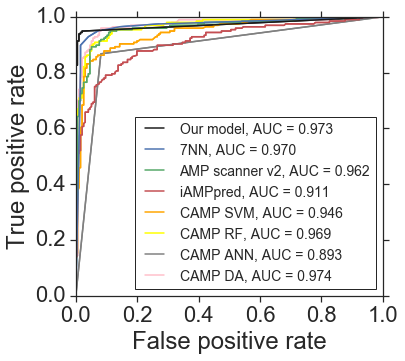 1.0
0.8
0.6
0.4
0.2
0.0
True positive rate
Our model, AUC = 0.973
7NN, AUC = 0.970
AMP scanner v2, AUC = 0.962
iAMPpred, AUC = 0.911
CAMP SVM, AUC = 0.946
CAMP RF, AUC = 0.969
CAMP ANN, AUC = 0.893
CAMP DA, AUC = 0.974
0.0 0.2 0.4 0.6 0.8 1.0
False positive rate